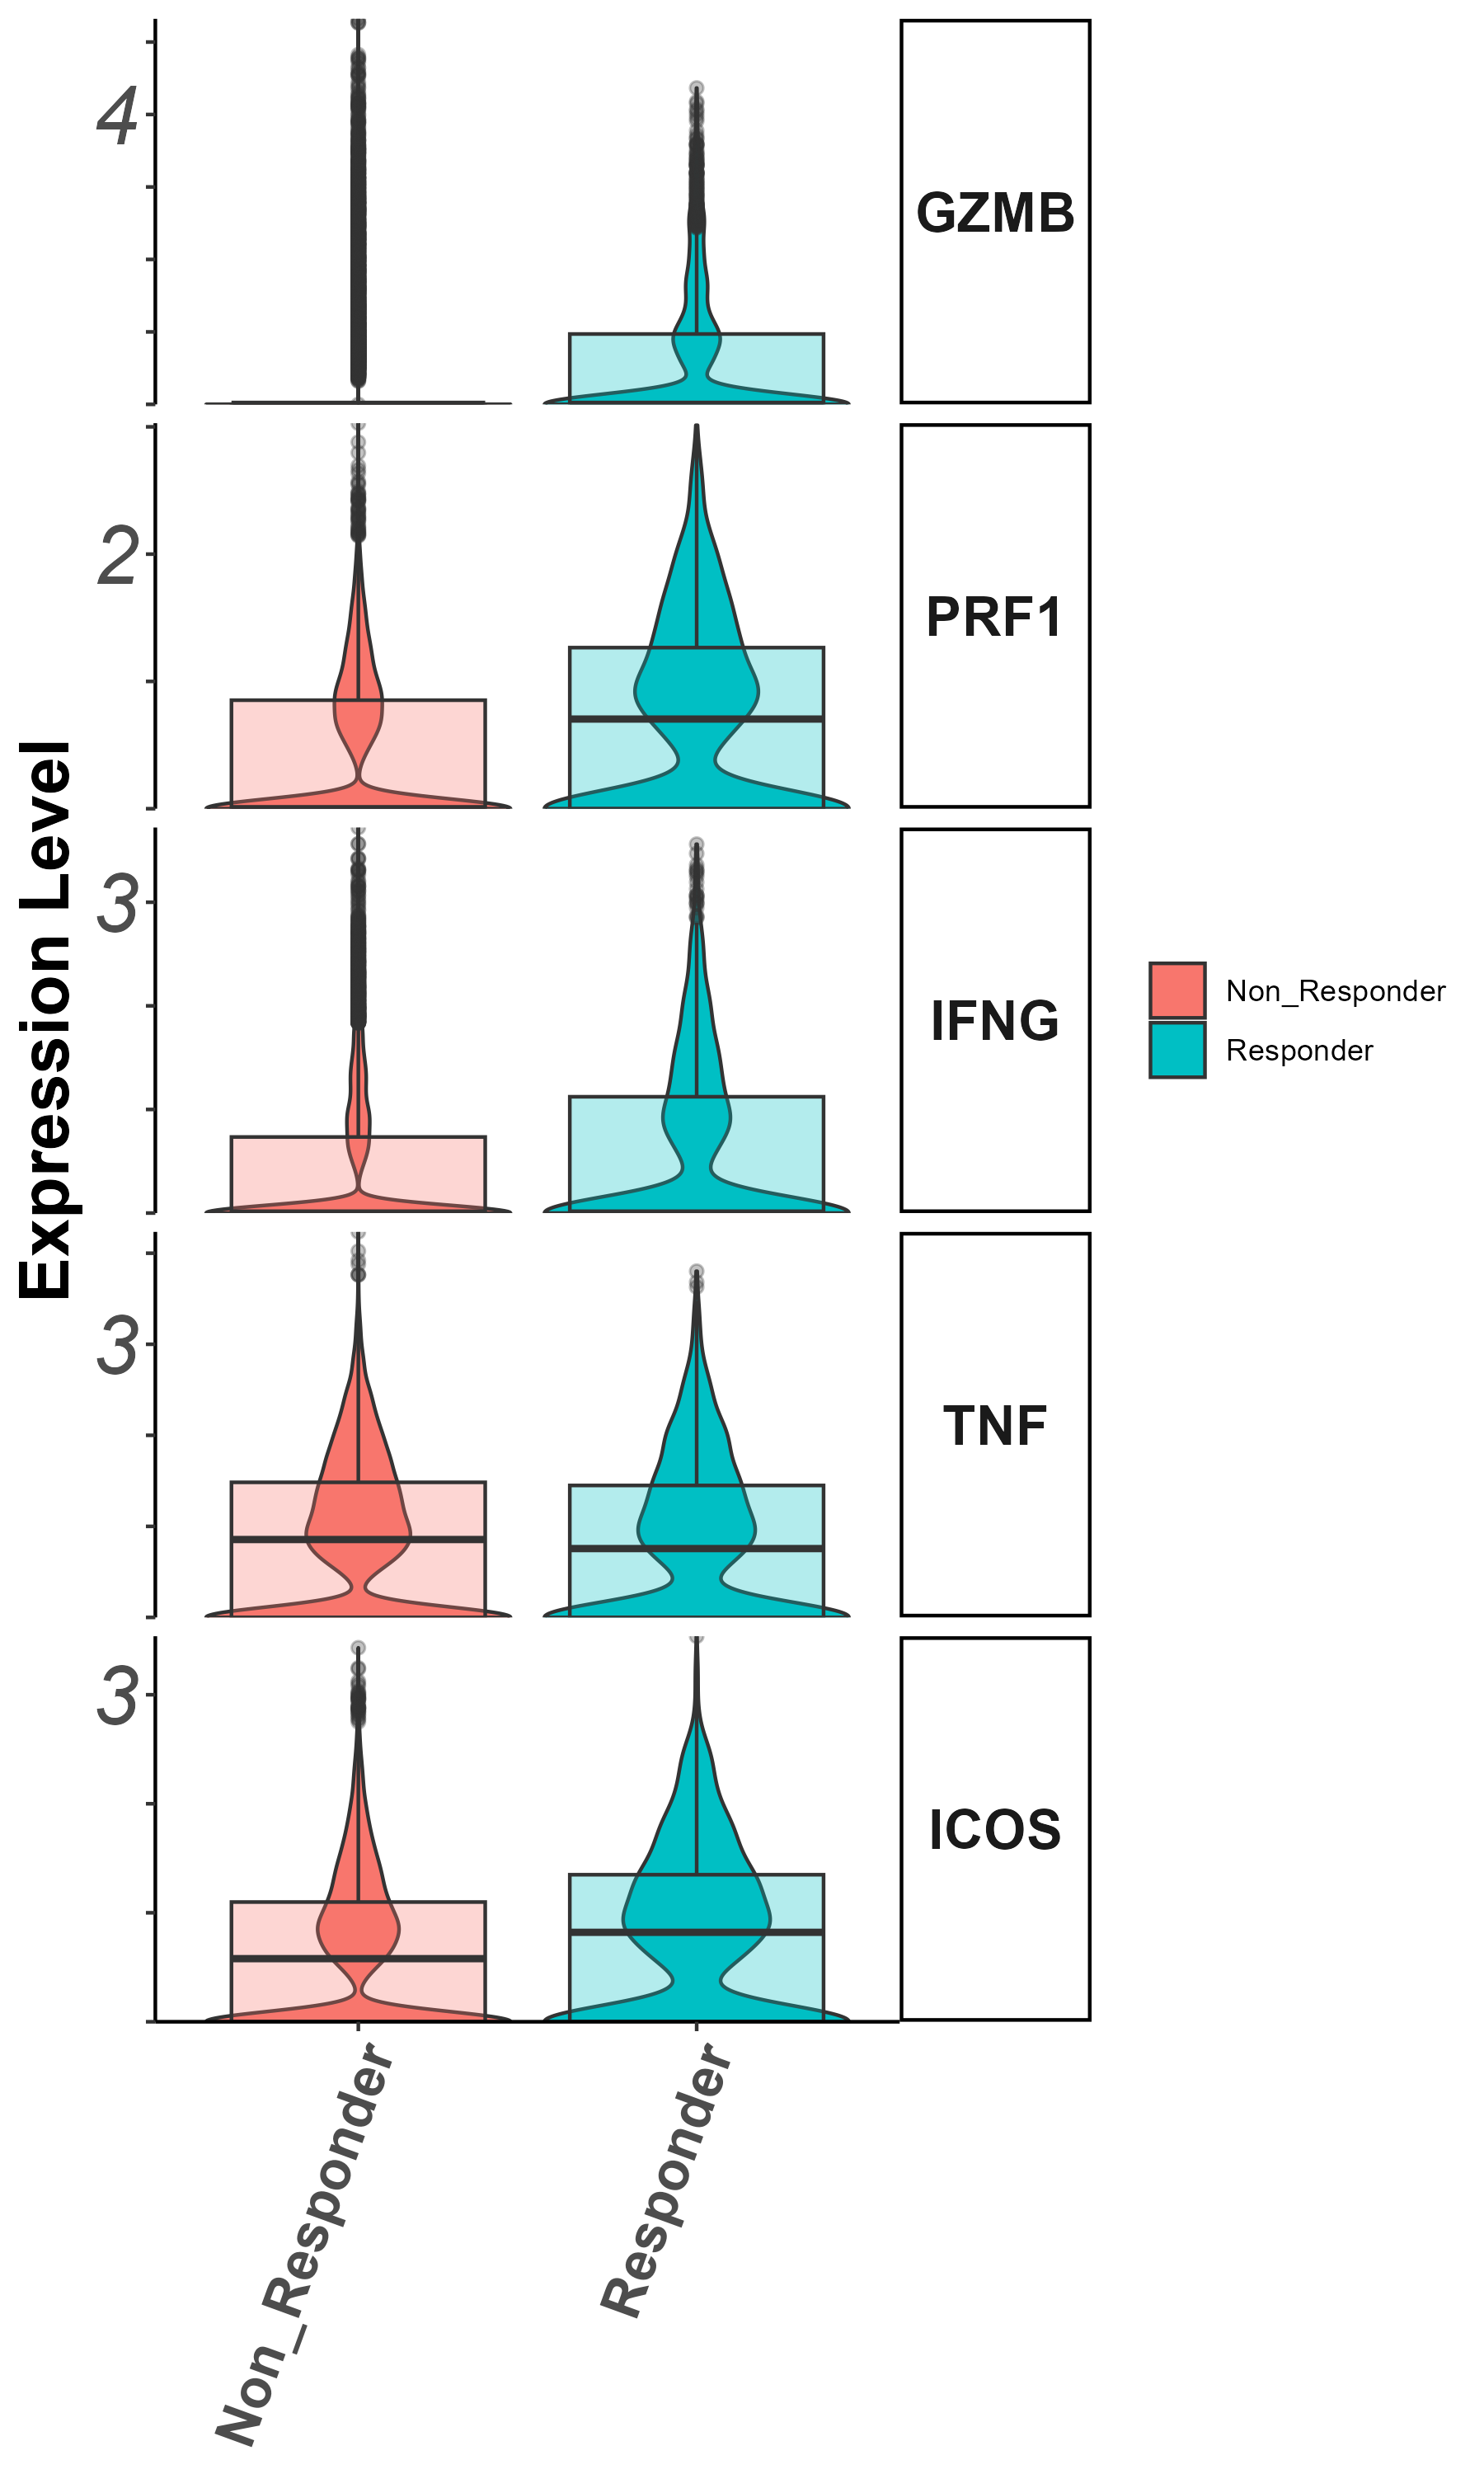 Expression Level
4
GZMB
2
PRF1
3
IFNG
3
TNF
3
ICOS
Non_Responder
Responder
Non_Responder
Responder